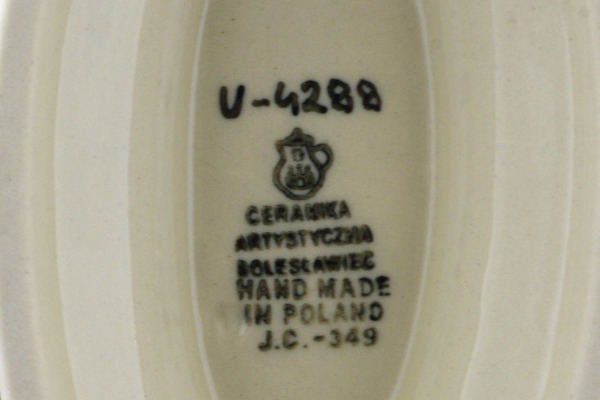 U-4288
CERAMIKA
ARTYSTYCZNA
BOLESŁAWIEC
HAND MADE
IN POLAND
J.C.-349